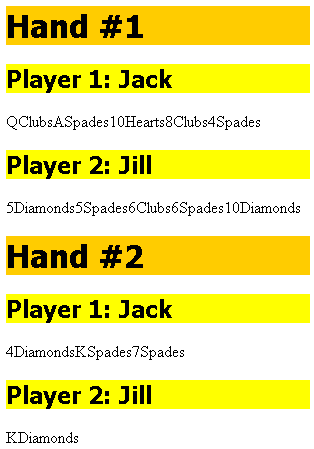 Hand #1
Player 1: Jack
QClubsASpades10Hearts8Clubs4Spades
Player 2: Jill
5Diamonds5Spades6Clubs6Spades10Diamonds
Hand #2
Player 1: Jack
4DiamondsKSpades7Spades
Player 2: Jill
KDiamonds